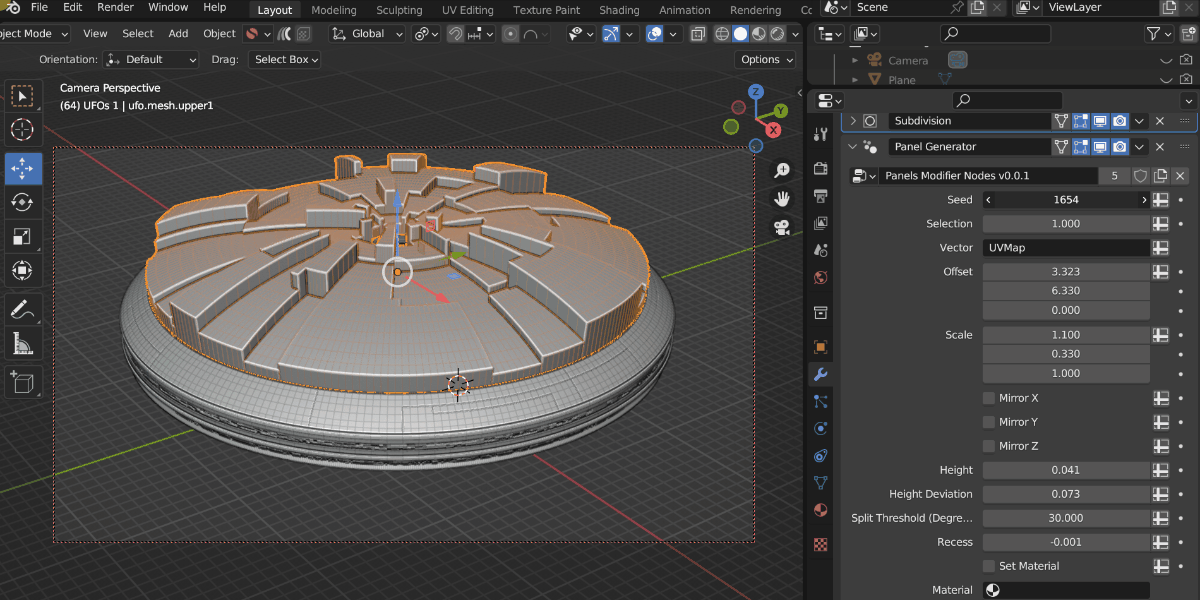 File Edit Render Window Help Layout Modeling Sculpting UV Editing Texture Paint Shading Animation Rendering Cc Scene ViewLayer
ject Mode View Select Add Object Global
Orientation: Default Drag: Select Box Options
Camera Perspective
(64) UFOs 1 | ufo.mesh.upper1
Z
Y
X
Camera
Plane
Subdivision
Panel Generator
Panels Modifier Nodes v0.0.1 5
Seed 1654
Selection 1.000
Vector UVMap
Offset 3.323
6.330
0.000
Scale 1.100
0.330
1.000
Mirror X
Mirror Y
Mirror Z
Height 0.041
Height Deviation 0.073
Split Threshold (Degre... 30.000
Recess -0.001
Set Material
Material